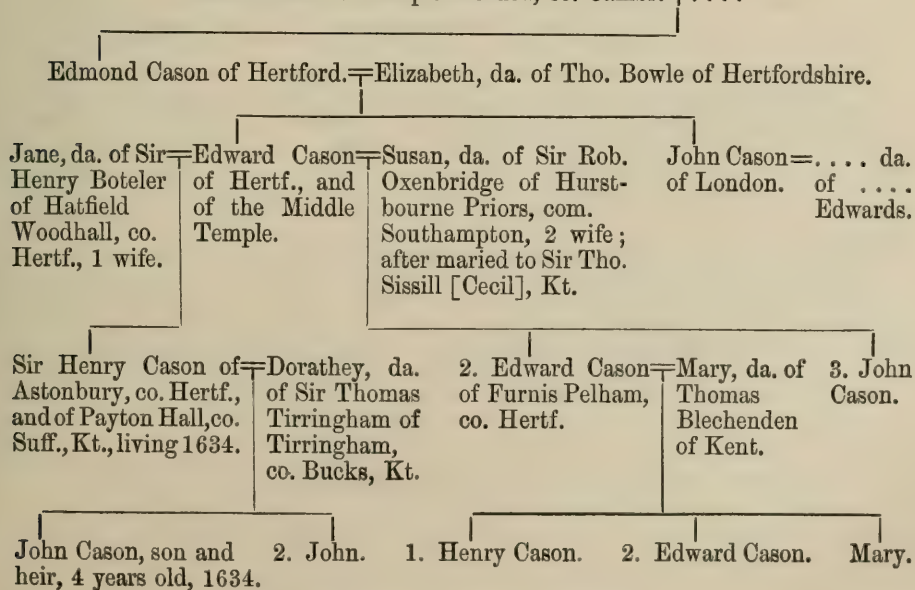 Edmond Cason of Hertford.=Elizabeth, da. of Tho. Bowle of Hertfordshire.
Jane, da. of Sir=
Henry Boteler
of Hatfield
Woodhall, co.
Hertf., 1 wife.
Edward Cason=
of Hertf., and
of the Middle
Temple.
Susan, da. of Sir Rob.
Oxenbridge of Hurst-
bourne Priors, com.
Southampton, 2 wife;
after maried to Sir Tho.
Sissill [Cecil], Kt.
John Cason=
of London.
. . . . da.
of . . . .
Edwards.
Sir Henry Cason of=
Astonbury, co. Hertf.,
and of Payton Hall, co.
Suff., Kt., living 1634.
Dorathey, da.
of Sir Thomas
Tirringham of
Tirringham,
co. Bucks, Kt.
2. Edward Cason=
of Furnis Pelham,
co. Hertf.
Mary, da. of
Thomas
Blechenden
of Kent.
3. John
Cason.
John Cason, son and
heir, 4 years old, 1634.
2. John.
1. Henry Cason.
2. Edward Cason.
Mary.